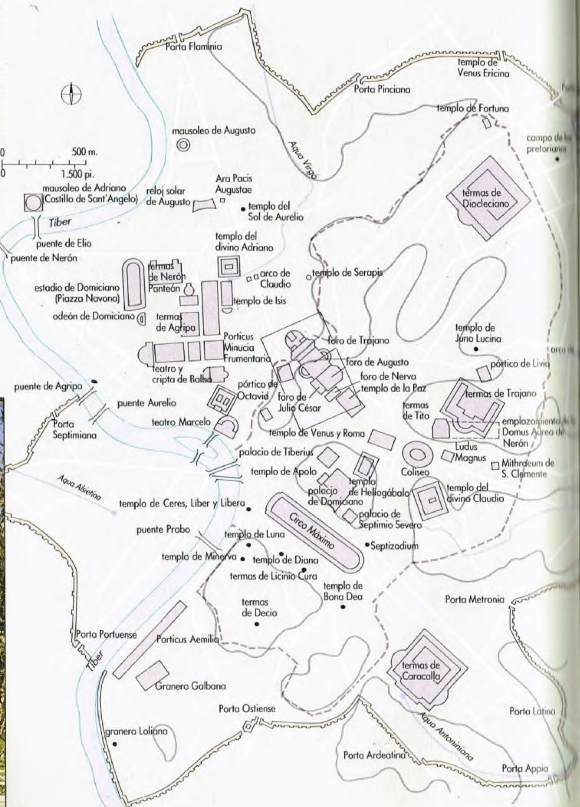 Porta Flaminia
templo de
Venus Ericina
Porta Pinciana
templo de Fortuna
campo de los
pretorianos
mausoleo de Augusto
Aqua Virgo
0 500 m.
0 1.500 pi.
mausoleo de Adriano
(Castillo de Sant'Angelo)
reloj solar
de Augusto
Ara Pacis
Augustae
templo del
Sol de Aurelio
termas de
Diocleciano
Tiber
puente de Elio
puente de Nerón
templo del
divino Adriano
arco de
Claudio
templo de Serapis
termas
de Nerón
Panteón
estadio de Domiciano
(Piazza Navona)
templo de Isis
odeón de Domiciano
termas
de Agripa
Porticus
Minucia
Frumentaria
foro de Trajano
templo de
Juno Lucina
foro de Augusto
pórtico de Livia
foro de Nerva
templo de la Paz
teatro y
cripta de Balbo
foro de
Julio César
termas de Trajano
puente de Agripa
pórtico de
Octavia
termas
de Tito
puente Aurelio
Porta
Septimiana
teatro Marcelo
emplazamiento de la
Domus Aurea de
Nerón
templo de Venus y Roma
Ludus
Magnus
palacio de Tiberius
Coliseo
Mithraeum de
S. Clemente
templo de Apolo
templo
de Heliogábalo
Aqua Alsietina
palacio
de Domiciano
templo del
divino Claudio
templo de Ceres, Liber y Libera
palacio de
Septimio Severo
Circo Máximo
puente Probo
templo de Luna
Septizodium
templo de Minerva
templo de Diana
termas de Licinio Cura
templo de
Bona Dea
termas
de Decio
Porta Metronia
Porta Portuense
Porticus Aemilia
Tiber
termas de
Caracalla
Granero Galbana
Porta Ostiense
Porta Latina
granero Loliano
Aqua Antoniniana
Porta Ardeatina
Porta Appia